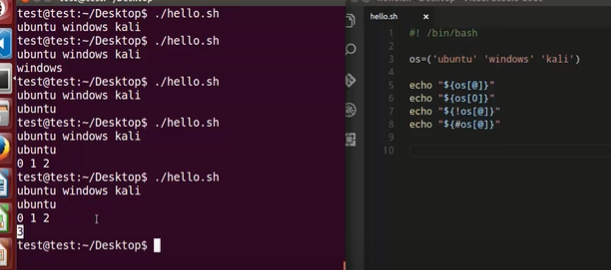 test@test:~/Desktop$ ./hello.sh
ubuntu windows kali
test@test:~/Desktop$ ./hello.sh
ubuntu windows kali
windows
test@test:~/Desktop$ ./hello.sh
ubuntu windows kali
ubuntu
test@test:~/Desktop$ ./hello.sh
ubuntu windows kali
ubuntu
0 1 2
test@test:~/Desktop$ ./hello.sh
ubuntu windows kali
ubuntu
0 1 2
3
test@test:~/Desktop$
hello.sh
1 #! /bin/bash
2
3 os=('ubuntu' 'windows' 'kali')
4
5 echo "${os[@]}"
6 echo "${os[0]}"
7 echo "${!os[@]}"
8 echo "${#os[@]}"
9
10